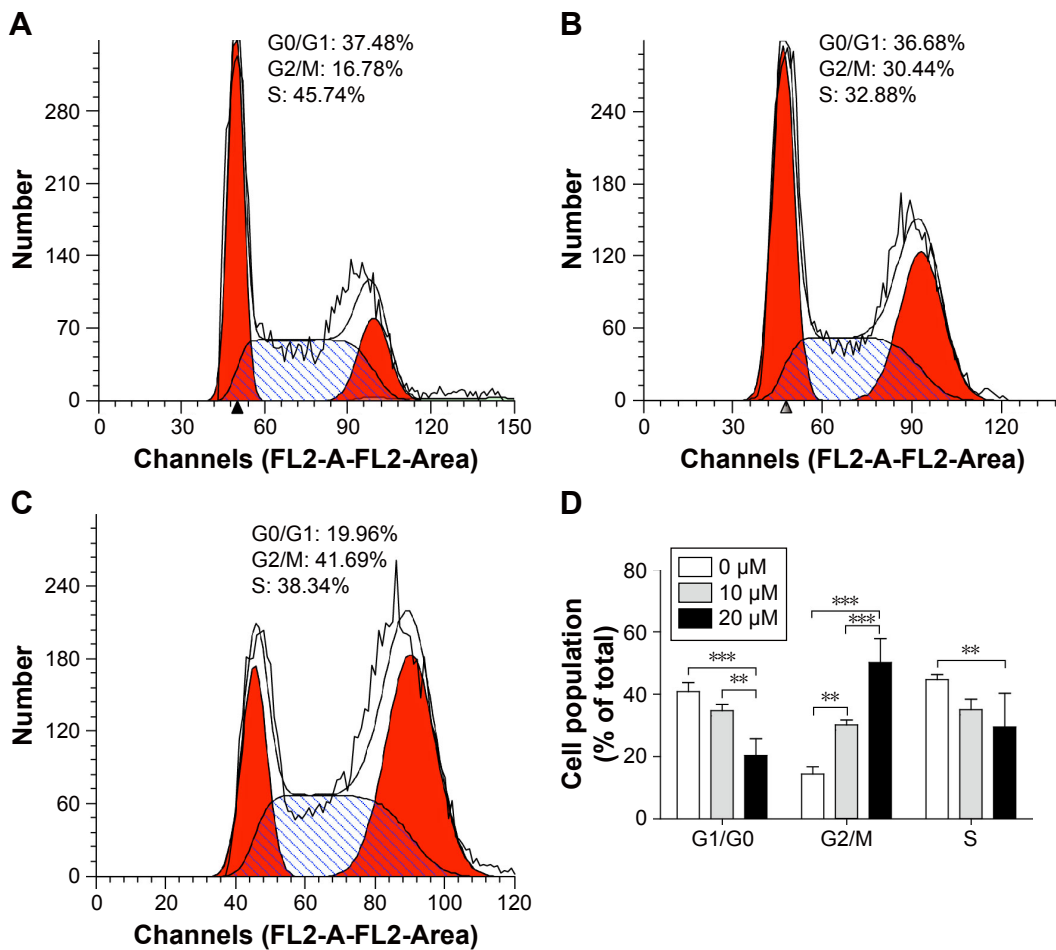 A
G0/G1: 37.48%
G2/M: 16.78%
S: 45.74%
Number
280
210
140
70
0
0 30 60 90 120 150
Channels (FL2-A-FL2-Area)
B
G0/G1: 36.68%
G2/M: 30.44%
S: 32.88%
Number
240
180
120
60
0
0 30 60 90 120
Channels (FL2-A-FL2-Area)
C
G0/G1: 19.96%
G2/M: 41.69%
S: 38.34%
Number
240
180
120
60
0
0 20 40 60 80 100 120
Channels (FL2-A-FL2-Area)
D
0 µM
10 µM
20 µM
Cell population
(% of total)
80
60
40
20
0
***
**
***
***
**
**
G1/G0 G2/M S